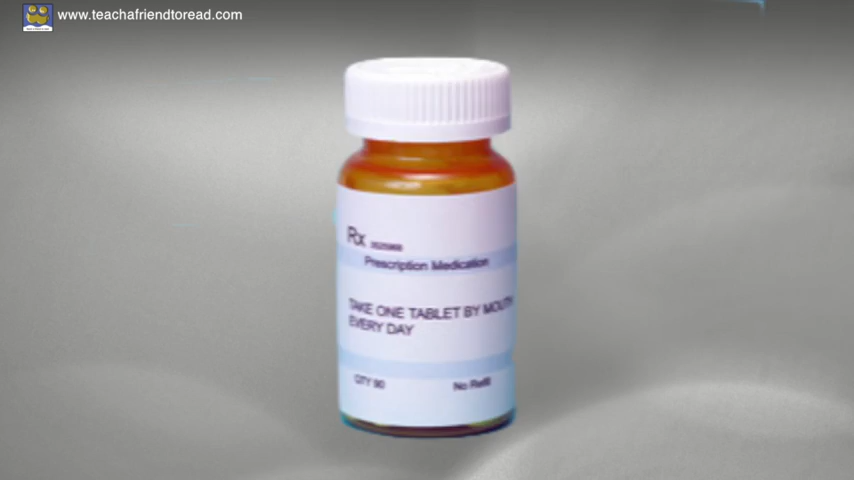 www.teachafriendtoread.com
Rx
Prescription Medication
TAKE ONE TABLET BY MOUTH
EVERY DAY
QTY 90
No Refill